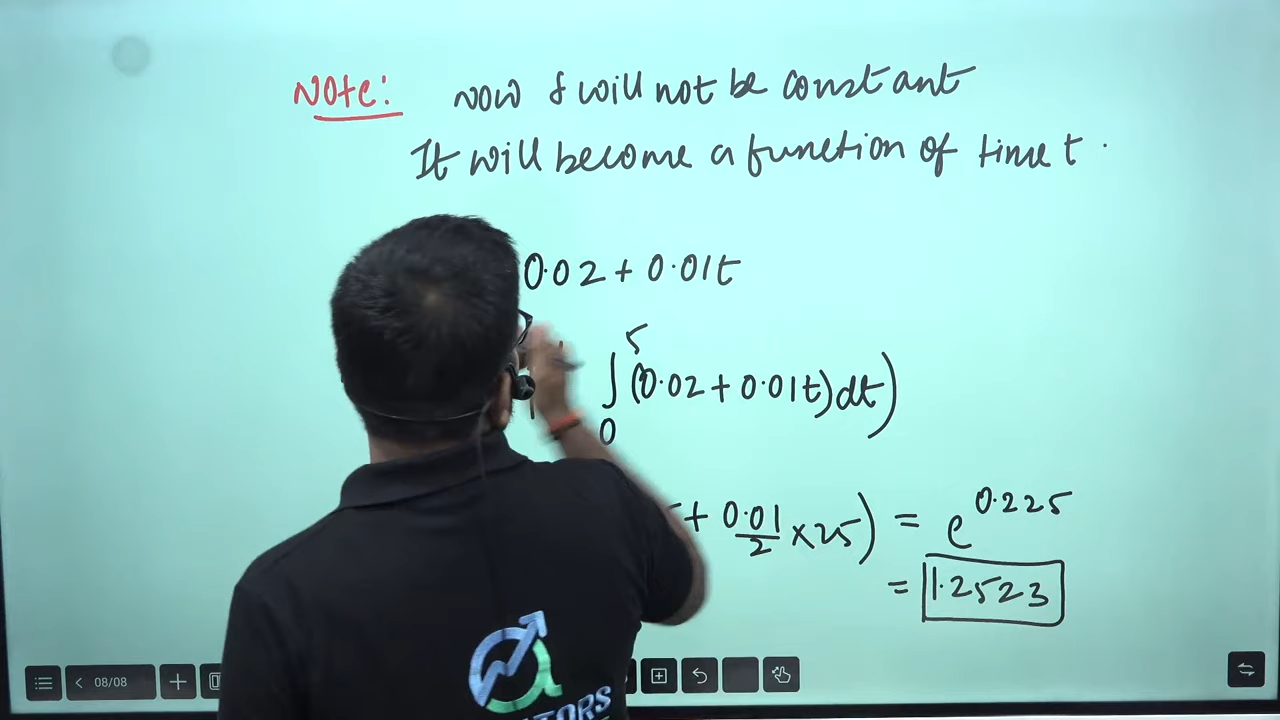 Note: now δ will not be constant
It will become a function of time t.
0.02 + 0.01t
5
∫ (0.02 + 0.01t)dt)
0
+ 0.01/2 × 25) = e^0.225
= 1.2523
08/08